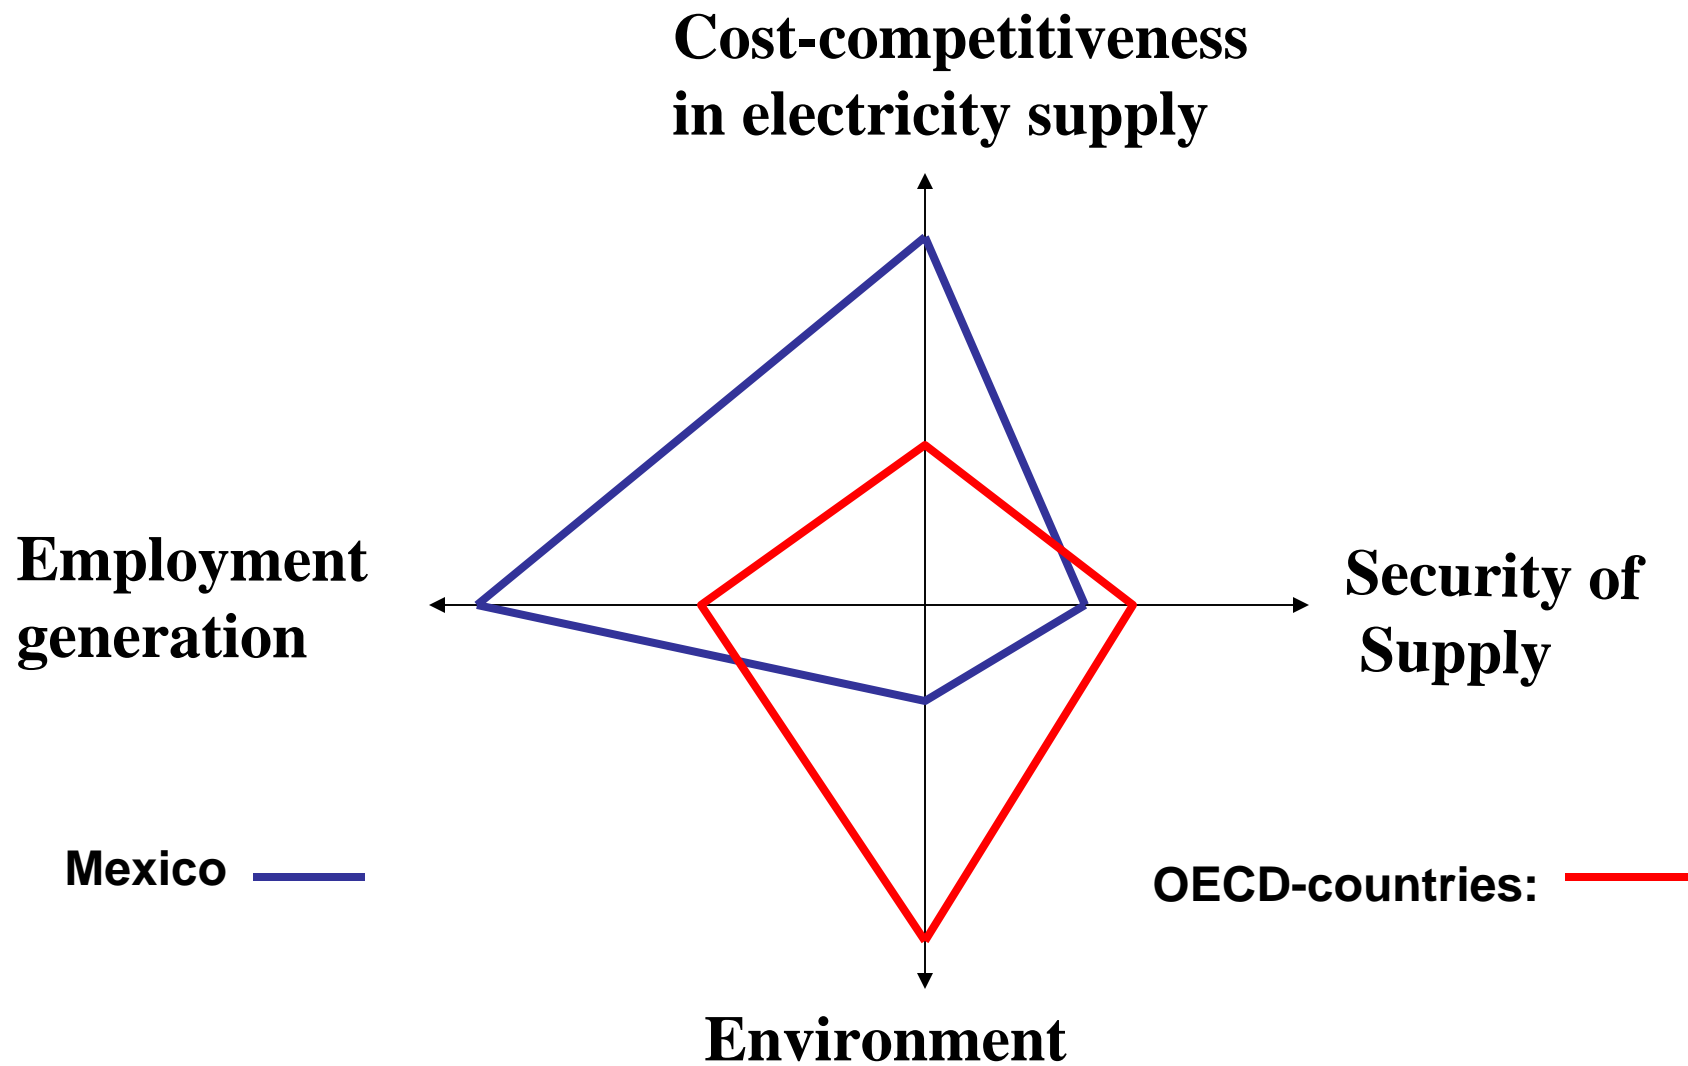 Cost-competitiveness
in electricity supply
Employment
generation
Security of
Supply
Mexico
OECD-countries:
Environment